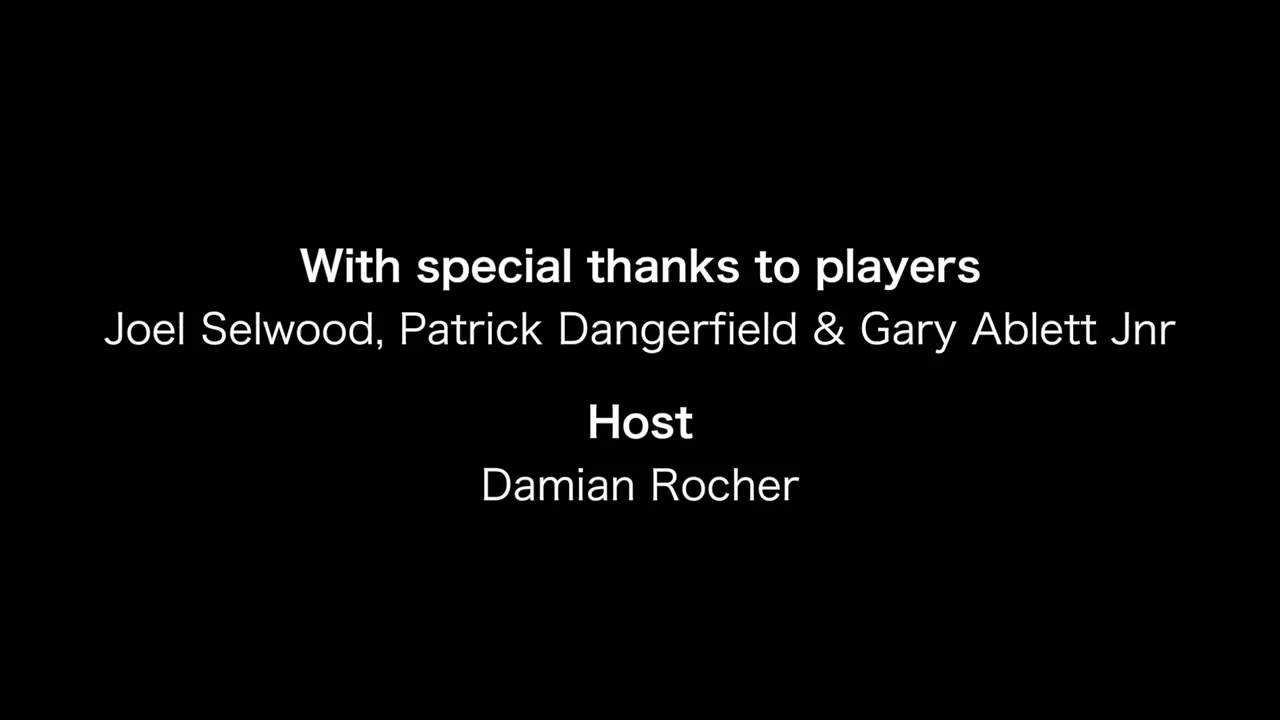 With special thanks to players
Joel Selwood, Patrick Dangerfield & Gary Ablett Jnr
Host
Damian Rocher